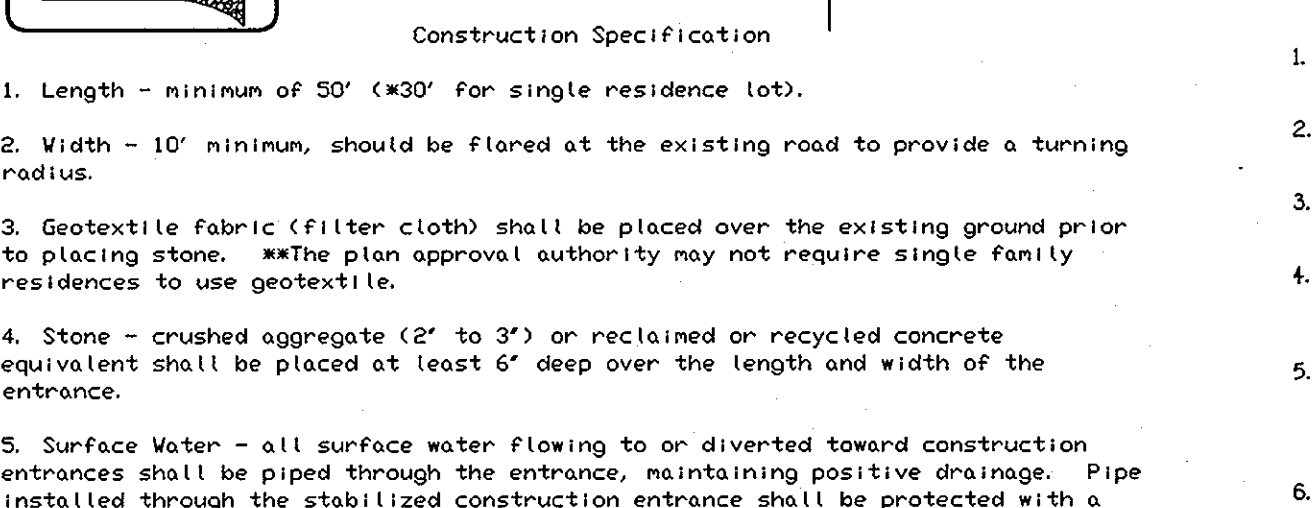 Construction Specification
1. Length - minimum of 50' (*30' for single residence lot).
2. Width - 10' minimum, should be flared at the existing road to provide a turning
radius.
3. Geotextile fabric (filter cloth) shall be placed over the existing ground prior
to placing stone. **The plan approval authority may not require single family
residences to use geotextile.
4. Stone - crushed aggregate (2" to 3") or reclaimed or recycled concrete
equivalent shall be placed at least 6" deep over the length and width of the
entrance.
5. Surface Water - all surface water flowing to or diverted toward construction
entrances shall be piped through the entrance, maintaining positive drainage. Pipe
installed through the stabilized construction entrance shall be protected with a
1.
2.
3.
4.
5.
6.